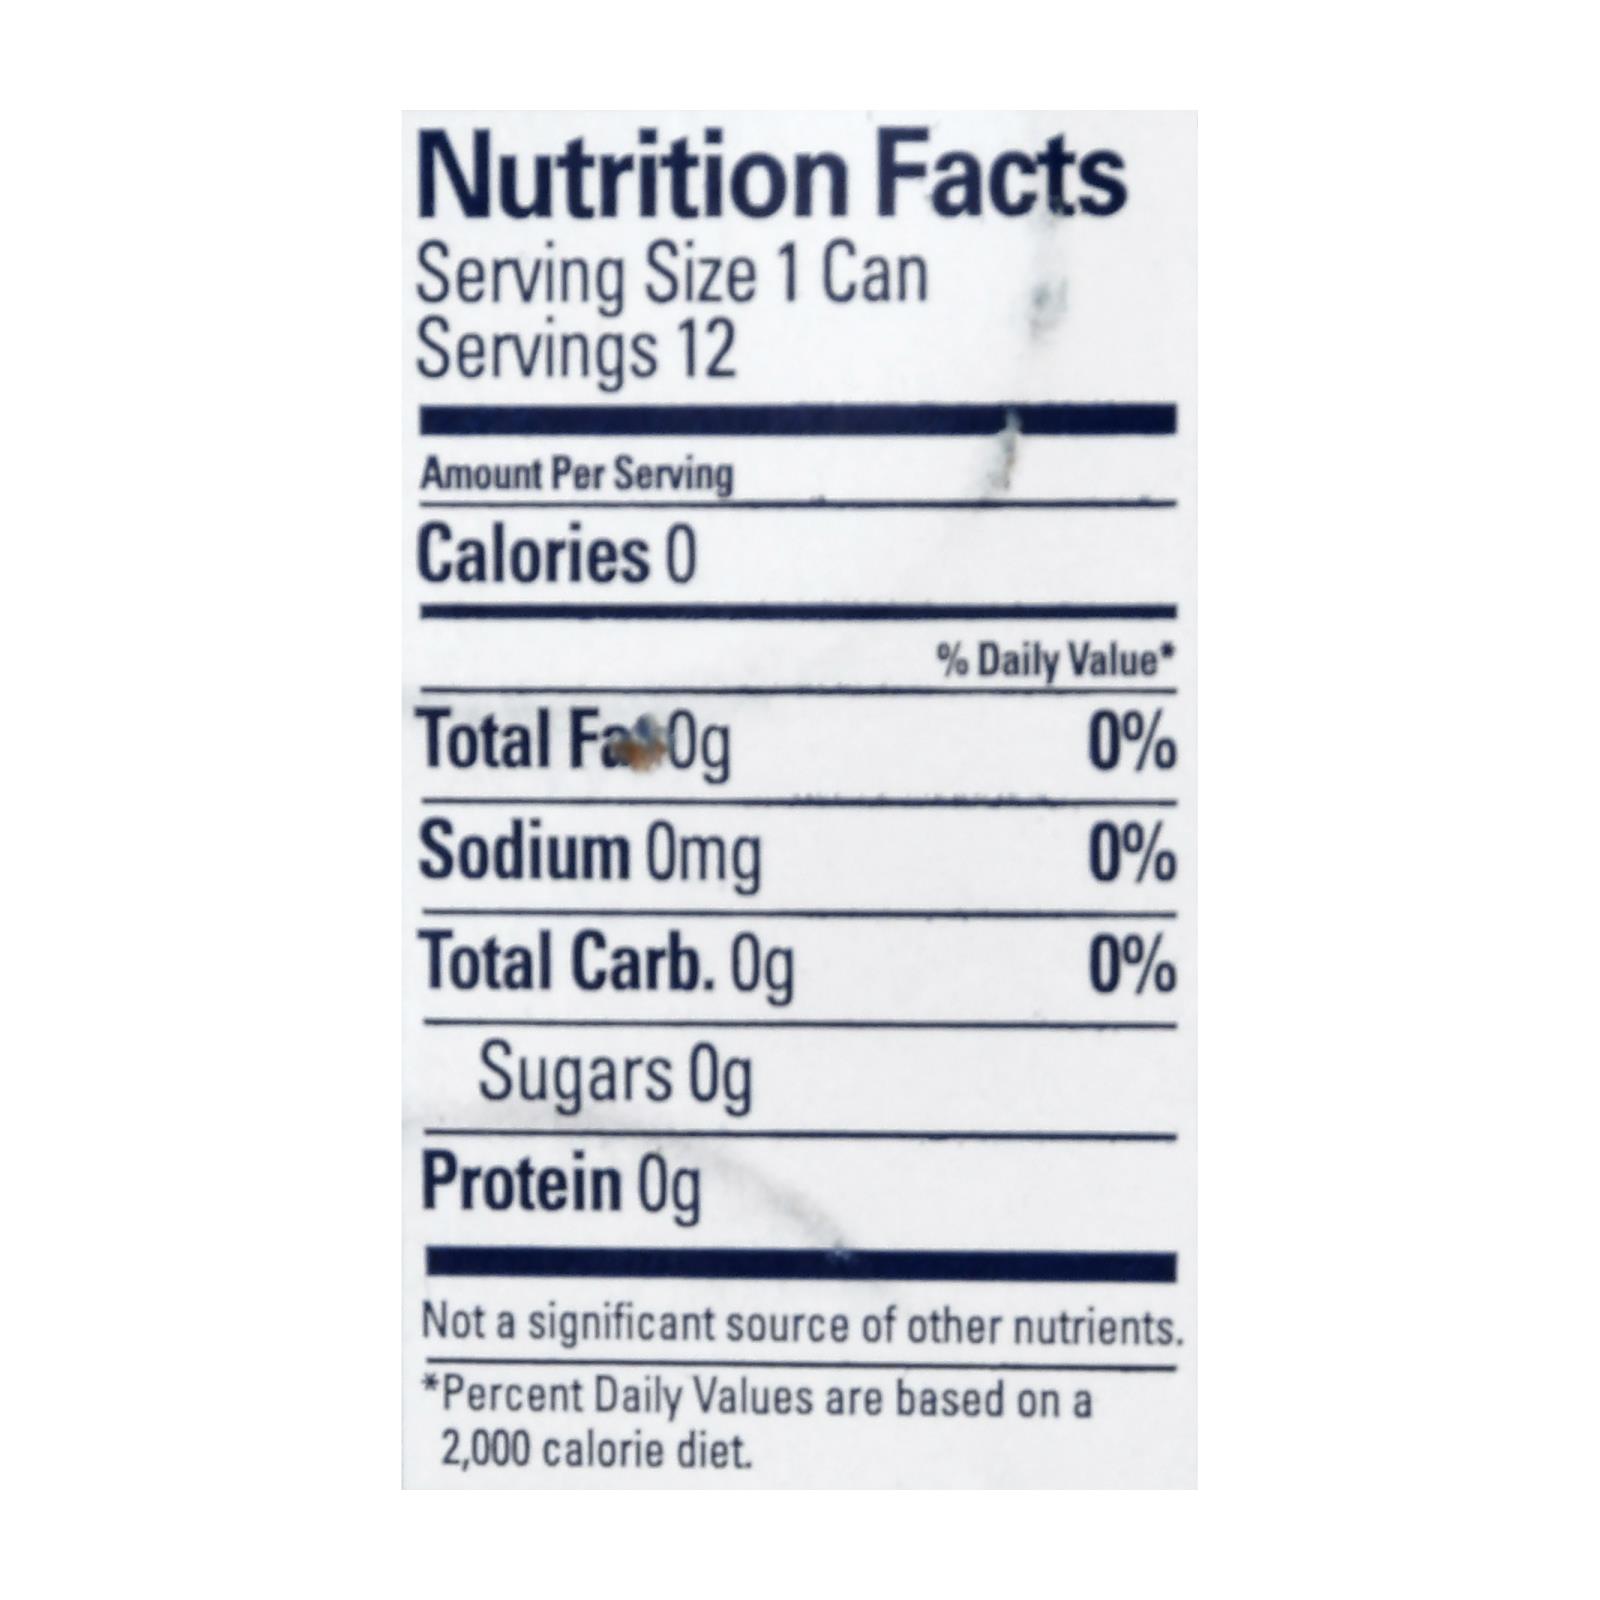 Nutrition Facts
Serving Size 1 Can
Servings 12
Amount Per Serving
Calories 0
% Daily Value*
Total Fat 0g 0%
Sodium 0mg 0%
Total Carb. 0g 0%
Sugars 0g
Protein 0g
Not a significant source of other nutrients.
*Percent Daily Values are based on a
2,000 calorie diet.